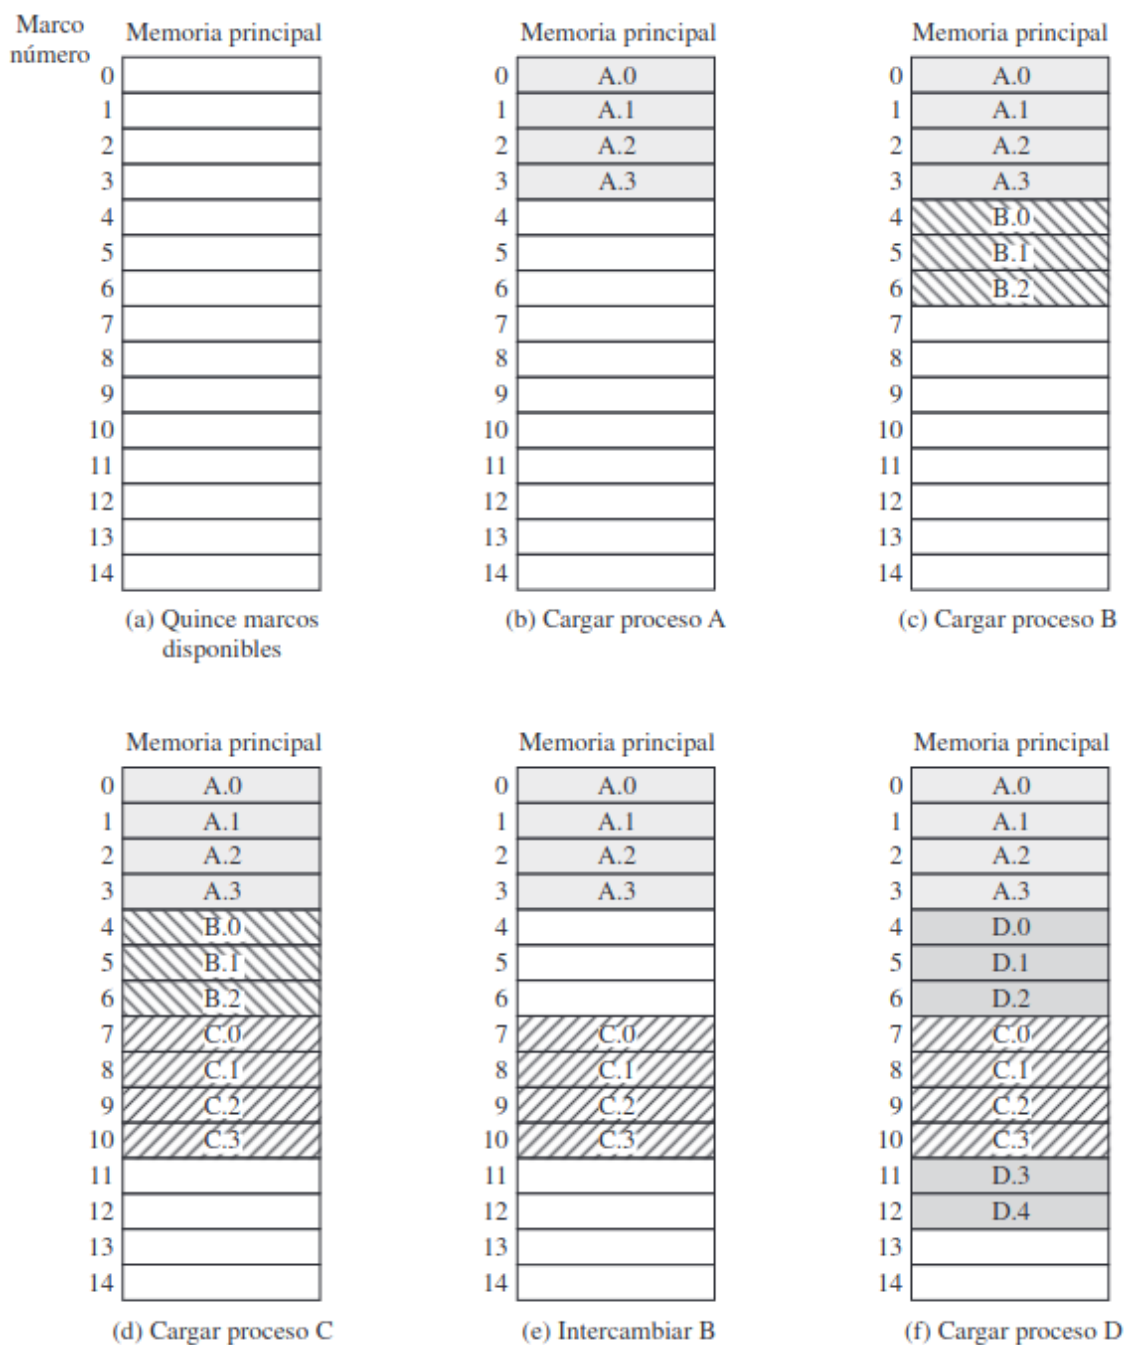 Marco
número
Memoria principal
Memoria principal
Memoria principal
0
0 A.0
0 A.0
1
1 A.1
1 A.1
2
2 A.2
2 A.2
3
3 A.3
3 A.3
4
4
4 B.0
5
5
5 B.1
6
6
6 B.2
7
7
7
8
8
8
9
9
9
10
10
10
11
11
11
12
12
12
13
13
13
14
14
14
(a) Quince marcos
disponibles
(b) Cargar proceso A
(c) Cargar proceso B
Memoria principal
Memoria principal
Memoria principal
0 A.0
0 A.0
0 A.0
1 A.1
1 A.1
1 A.1
2 A.2
2 A.2
2 A.2
3 A.3
3 A.3
3 A.3
4 B.0
4
4 D.0
5 B.1
5
5 D.1
6 B.2
6
6 D.2
7 C.0
7 C.0
7 C.0
8 C.1
8 C.1
8 C.1
9 C.2
9 C.2
9 C.2
10 C.3
10 C.3
10 C.3
11
11
11 D.3
12
12
12 D.4
13
13
13
14
14
14
(d) Cargar proceso C
(e) Intercambiar B
(f) Cargar proceso D